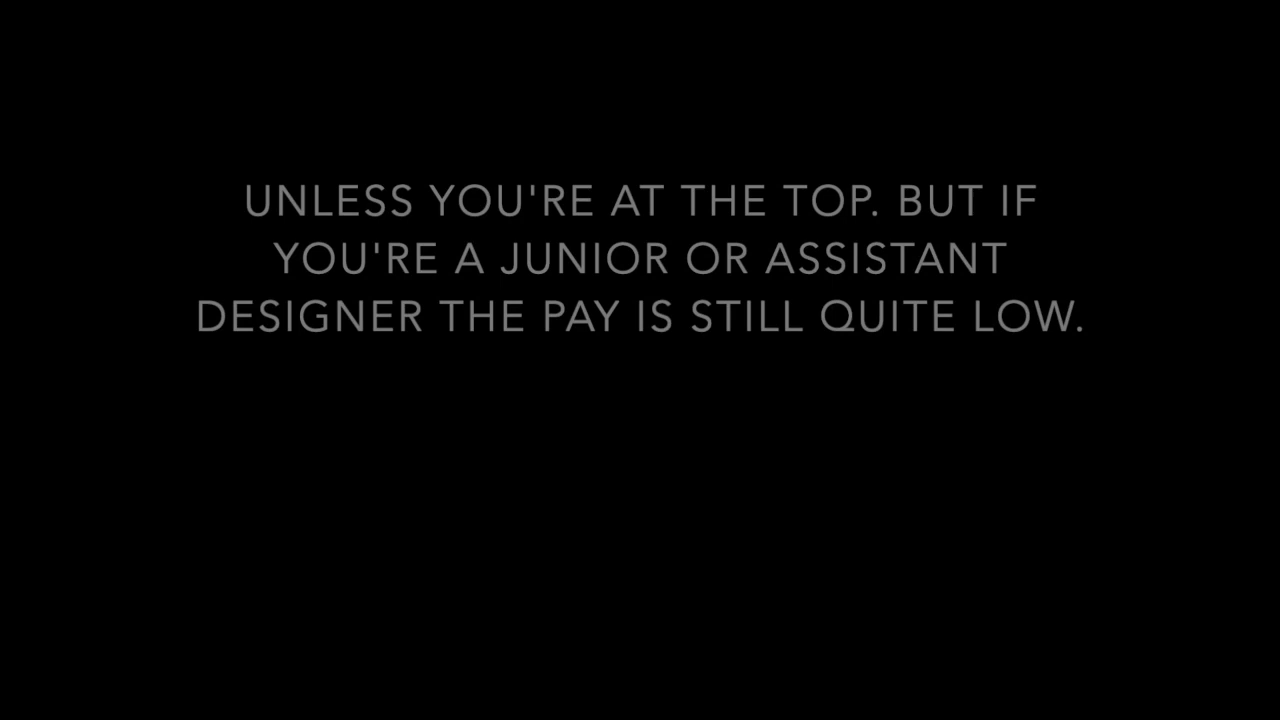 UNLESS YOU'RE AT THE TOP. BUT IF
YOU'RE A JUNIOR OR ASSISTANT
DESIGNER THE PAY IS STILL QUITE LOW.